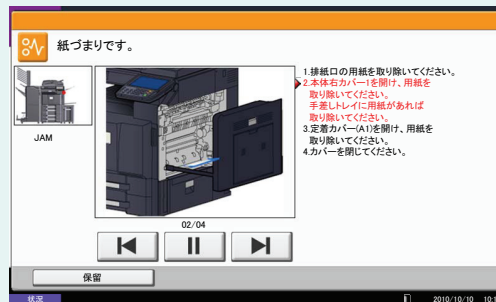 紙づまりです。
JAM
1.排紙口の用紙を取り除いてください。
2.本体右カバー1を開け、用紙を
取り除いてください。
手差しトレイに用紙があれば
取り除いてください。
3.定着カバー(A1)を開け、用紙を
取り除いてください。
4.カバーを閉じてください。
02/04
保留
状況
2010/10/10